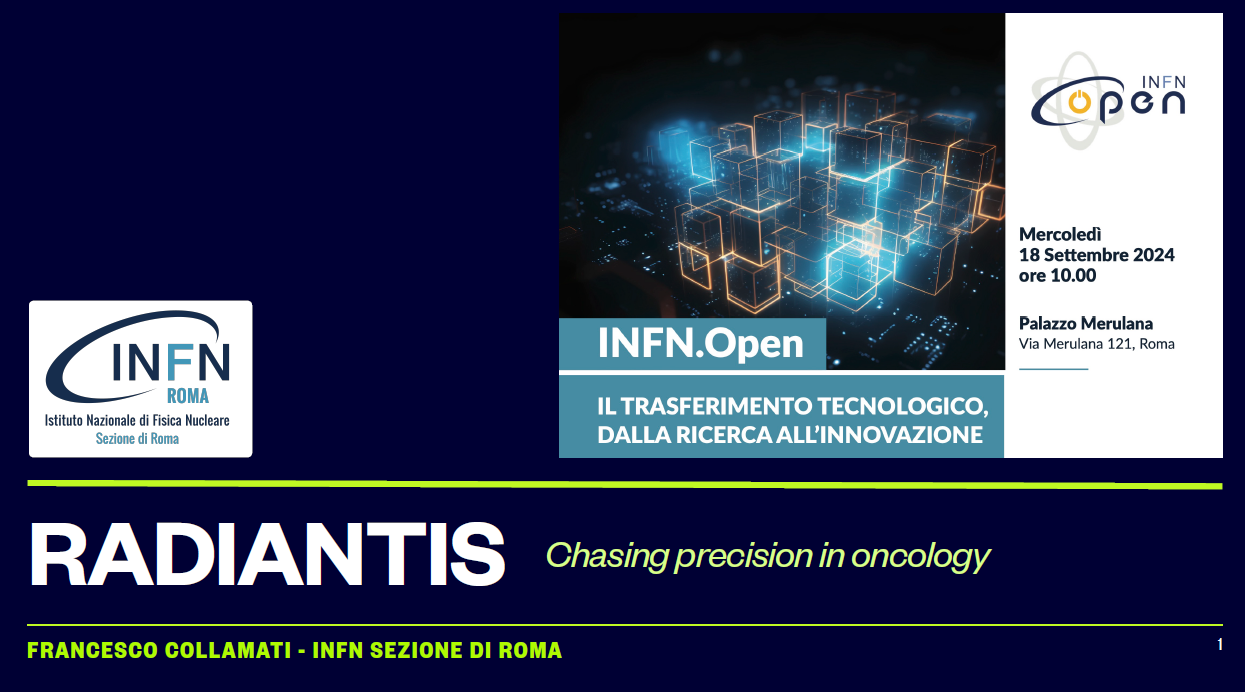 INFN
open
Mercoledì
18 Settembre 2024
ore 10.00
Palazzo Merulana
Via Merulana 121, Roma
INFN.Open
IL TRASFERIMENTO TECNOLOGICO,
DALLA RICERCA ALL'INNOVAZIONE
INFN
ROMA
Istituto Nazionale di Fisica Nucleare
Sezione di Roma
RADIANTIS
Chasing precision in oncology
FRANCESCO COLLAMATI - INFN SEZIONE DI ROMA
1